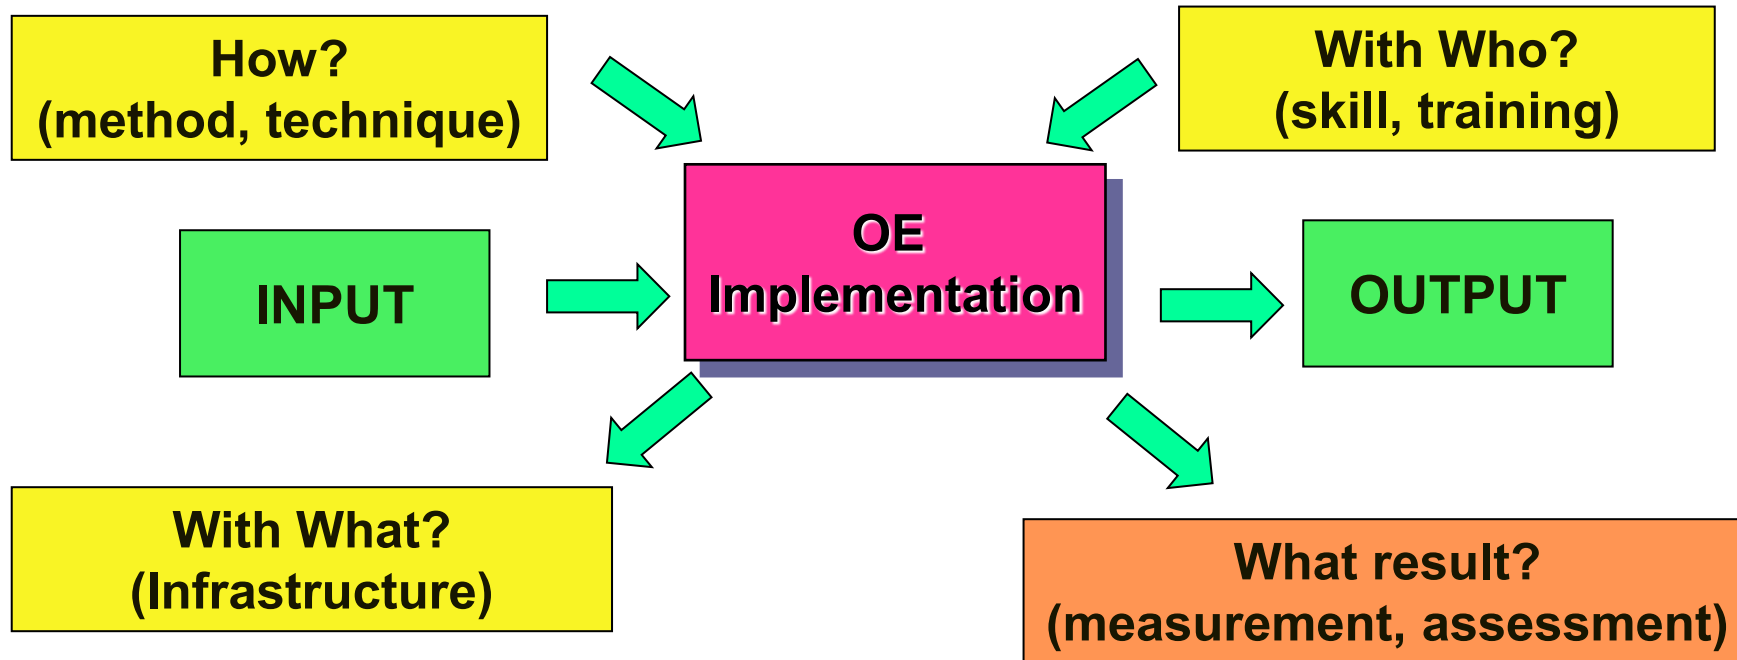 How?
(method, technique)
With Who?
(skill, training)
INPUT
OE
Implementation
OUTPUT
With What?
(Infrastructure)
What result?
(measurement, assessment)